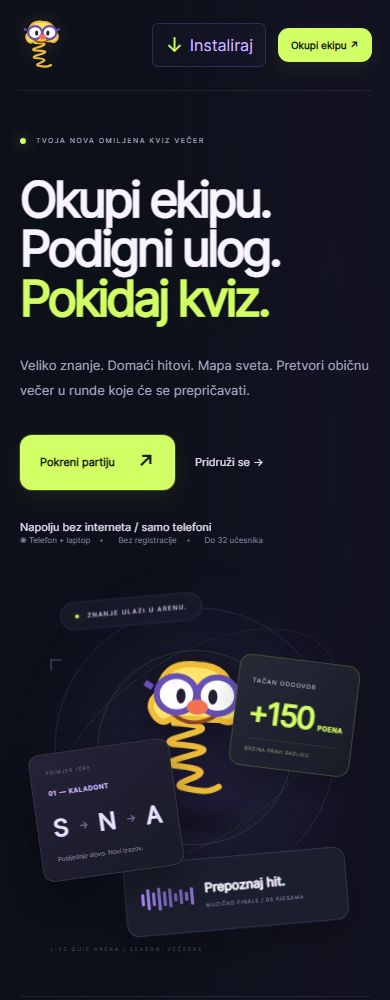 ↓ Instaliraj
Okupi ekipu ↗
TVOJA NOVA OMILJENA KVIZ VEČER
Okupi ekipu.
Podigni ulog.
Pokidaj kviz.
Veliko znanje. Domaći hitovi. Mapa sveta. Pretvori običnu
večer u runde koje će se prepričavati.
Pokreni partiju ↗
Pridruži se →
Napolju bez interneta / samo telefoni
Telefon + laptop • Bez registracije • Do 32 učesnika
ZNANJE ULAZI U ARENU.
TAČAN ODGOVOR
+150 POENA
BRZINA PRAVI RAZLIKU
PRIMJER IGRE
01 — KALADONT
S → N → A
Posljednje slovo. Novi izazov.
Prepoznaj hit.
MUZIČKO FINALE / 65 PJESAMA
LIVE QUIZ ARENA / SEASON: VEČERAS